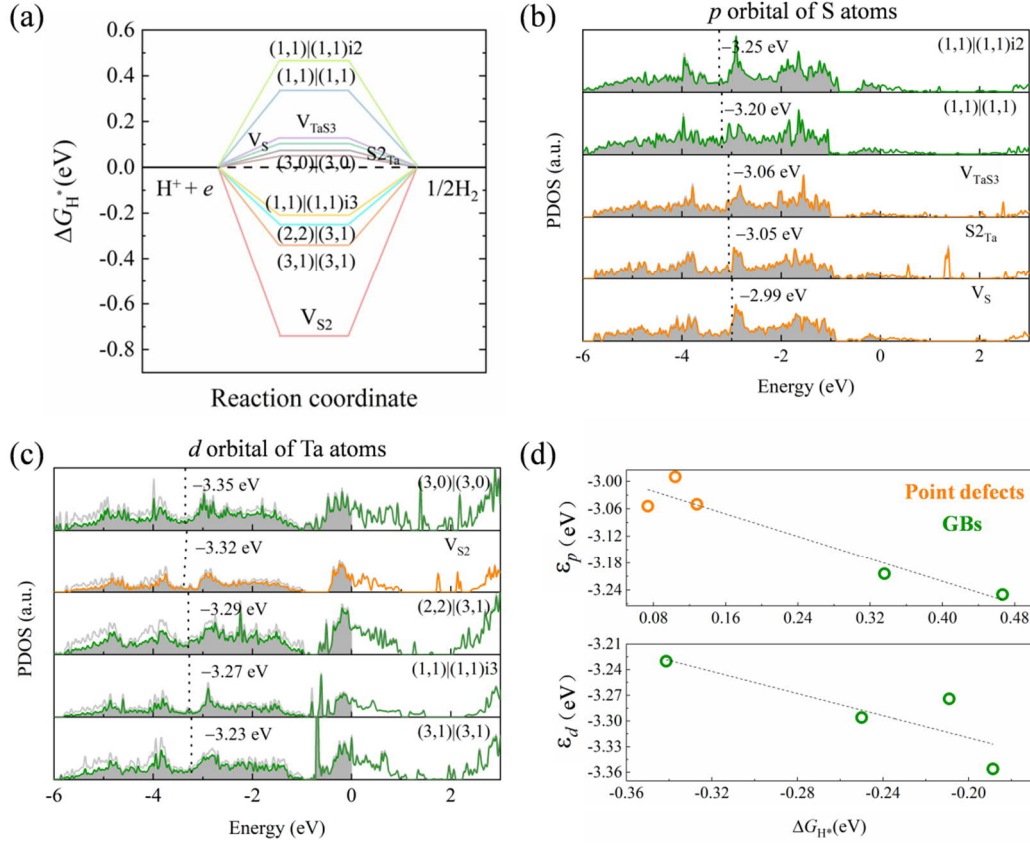 (a)
0.6
0.4
0.2
0.0
-0.2
-0.4
-0.6
-0.8
ΔG_H* (eV)
(1,1)|(1,1)i2
(1,1)|(1,1)
V_TaS3
V_S
S2_Ta
(3,0)|(3,0)
H⁺ + e
1/2H₂
(1,1)|(1,1)i3
(2,2)|(3,1)
(3,1)|(3,1)
V_S2
Reaction coordinate
(b)
p orbital of S atoms
PDOS (a.u.)
−3.25 eV
(1,1)|(1,1)i2
−3.20 eV
(1,1)|(1,1)
−3.06 eV
V_TaS3
−3.05 eV
S2_Ta
−2.99 eV
V_S
-6 -4 -2 0 2
Energy (eV)
(c)
d orbital of Ta atoms
PDOS (a.u.)
−3.35 eV
(3,0)|(3,0)
−3.32 eV
V_S2
−3.29 eV
(2,2)|(3,1)
−3.27 eV
(1,1)|(1,1)i3
−3.23 eV
(3,1)|(3,1)
-6 -4 -2 0 2
Energy (eV)
(d)
ε_p (eV)
-3.00
-3.06
-3.12
-3.18
-3.24
Point defects
GBs
0.08 0.16 0.24 0.32 0.40 0.48
ε_d (eV)
-3.21
-3.24
-3.27
-3.30
-3.33
-3.36
-0.36 -0.32 -0.28 -0.24 -0.20
ΔG_H* (eV)